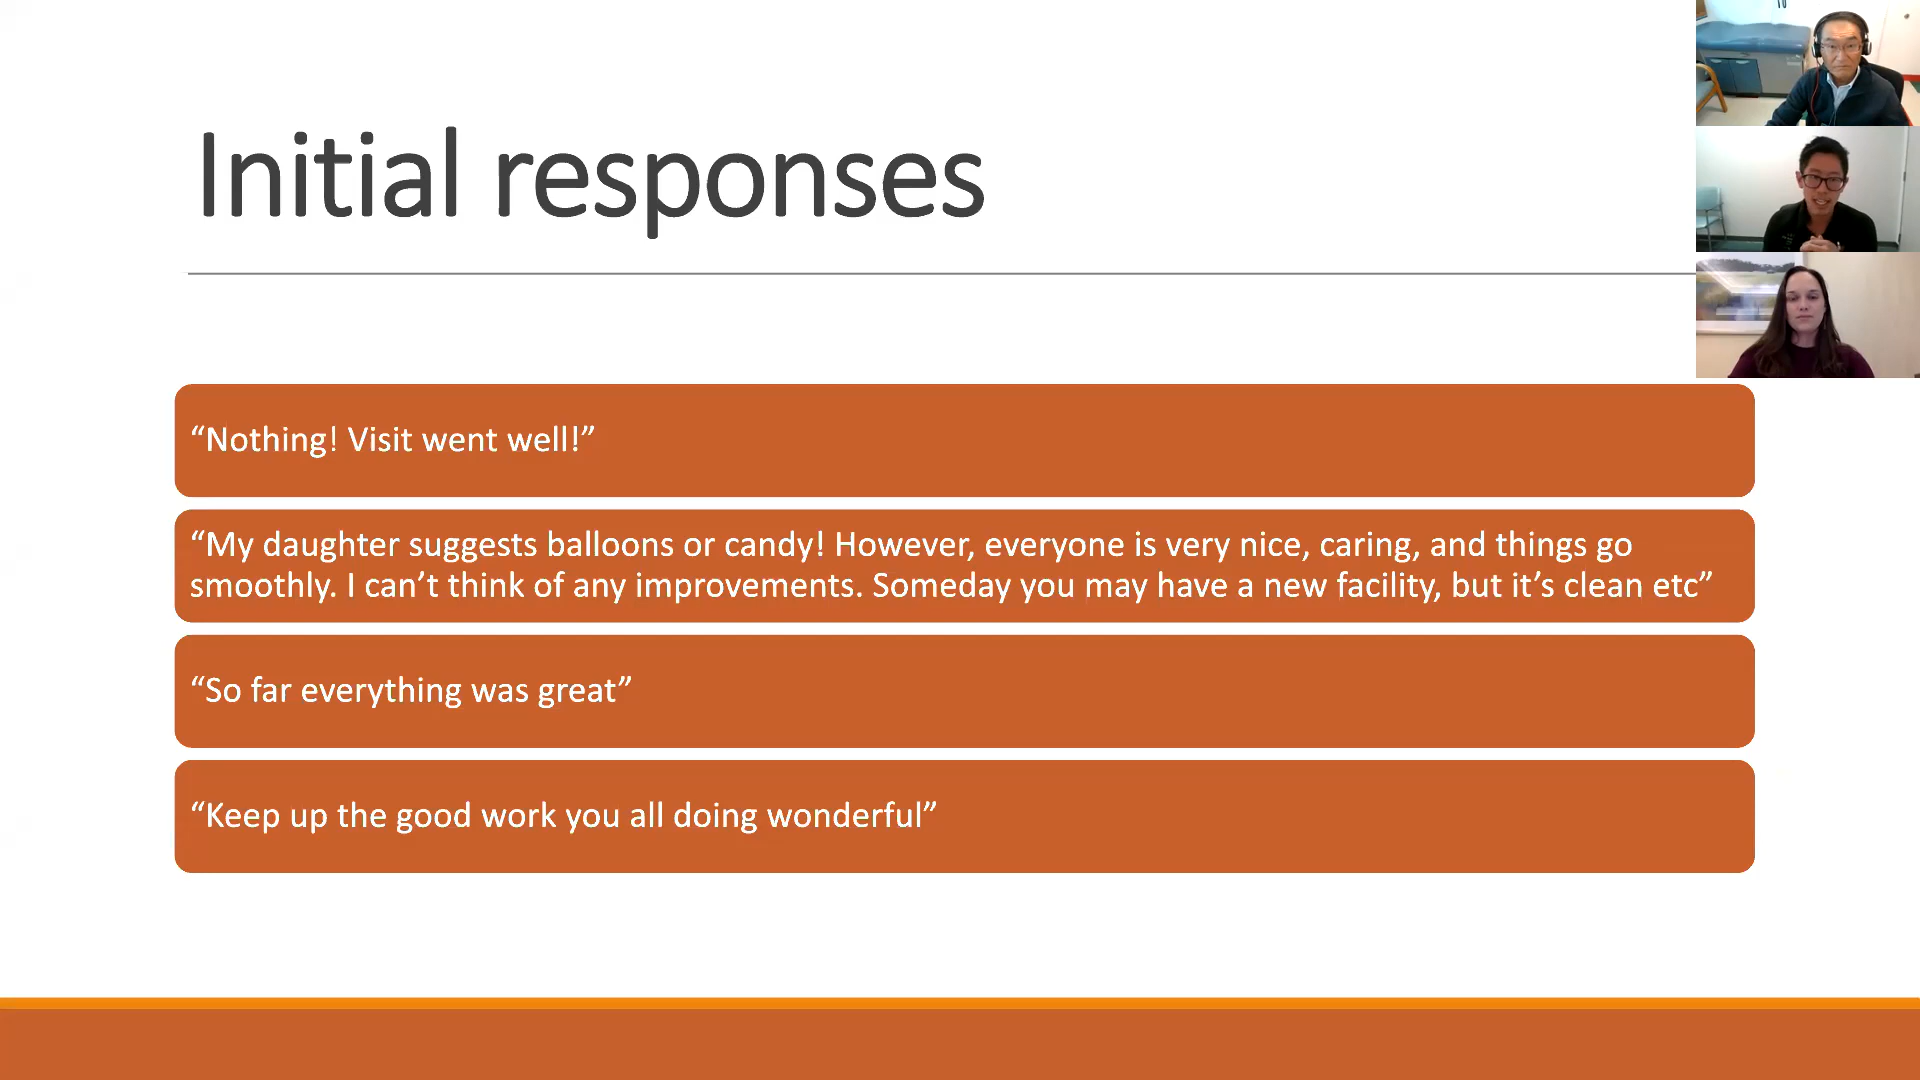 Initial responses
“Nothing! Visit went well!”
“My daughter suggests balloons or candy! However, everyone is very nice, caring, and things go
smoothly. I can’t think of any improvements. Someday you may have a new facility, but it’s clean etc”
“So far everything was great”
“Keep up the good work you all doing wonderful”